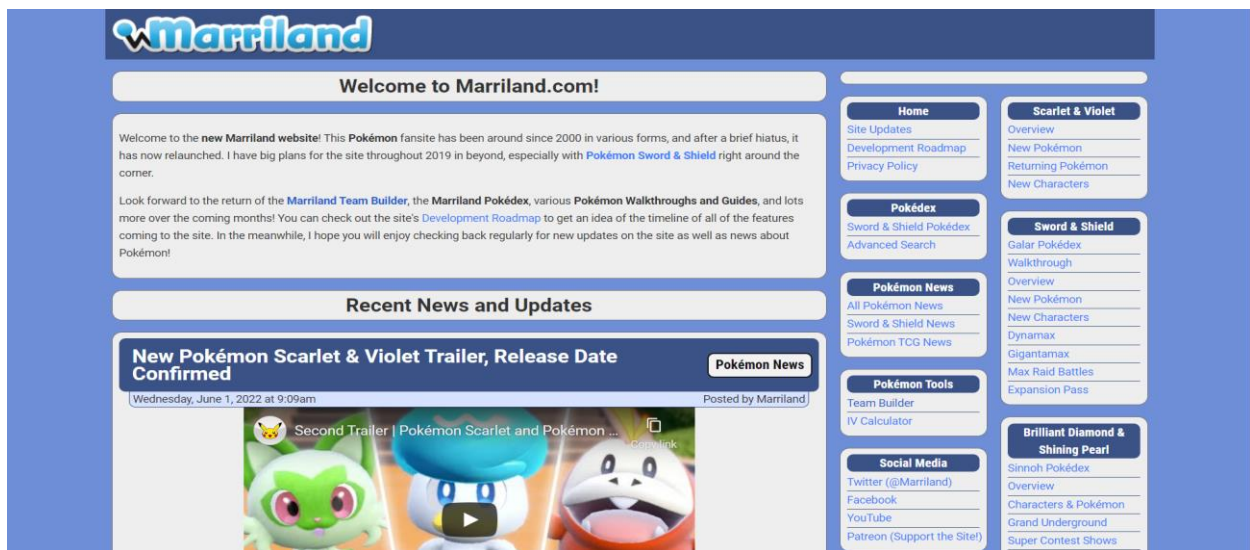 Marriland
Welcome to Marriland.com!
Welcome to the new Marriland website! This Pokémon fansite has been around since 2000 in various forms, and after a brief hiatus, it
has now relaunched. I have big plans for the site throughout 2019 in beyond, especially with Pokémon Sword & Shield right around the
corner.
Look forward to the return of the Marriland Team Builder, the Marriland Pokédex, various Pokémon Walkthroughs and Guides, and lots
more over the coming months! You can check out the site's Development Roadmap to get an idea of the timeline of all of the features
coming to the site. In the meanwhile, I hope you will enjoy checking back regularly for new updates on the site as well as news about
Pokémon!
Recent News and Updates
New Pokémon Scarlet & Violet Trailer, Release Date
Confirmed
Pokémon News
Wednesday, June 1, 2022 at 9:09am
Posted by Marriland
Second Trailer | Pokémon Scarlet and Pokémon ...
Copy link
Home
Site Updates
Development Roadmap
Privacy Policy
Pokédex
Sword & Shield Pokédex
Advanced Search
Pokémon News
All Pokémon News
Sword & Shield News
Pokémon TCG News
Pokémon Tools
Team Builder
IV Calculator
Social Media
Twitter (@Marriland)
Facebook
YouTube
Patreon (Support the Site!)
Scarlet & Violet
Overview
New Pokémon
Returning Pokémon
New Characters
Sword & Shield
Galar Pokédex
Walkthrough
Overview
New Pokémon
New Characters
Dynamax
Gigantamax
Max Raid Battles
Expansion Pass
Brilliant Diamond &
Shining Pearl
Sinnoh Pokédex
Overview
Characters & Pokémon
Grand Underground
Super Contest Shows